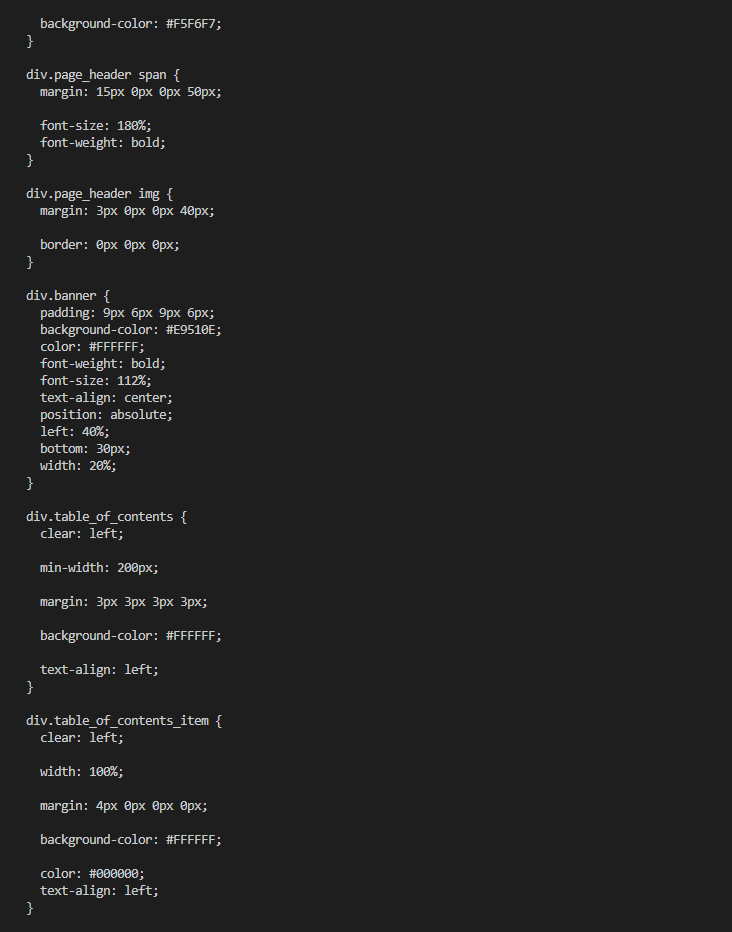 background-color: #F5F6F7;
}
div.page_header span {
margin: 15px 0px 0px 50px;
font-size: 180%;
font-weight: bold;
}
div.page_header img {
margin: 3px 0px 0px 40px;
border: 0px 0px 0px;
}
div.banner {
padding: 9px 6px 9px 6px;
background-color: #E9510E;
color: #FFFFFF;
font-weight: bold;
font-size: 112%;
text-align: center;
position: absolute;
left: 40%;
bottom: 30px;
width: 20%;
}
div.table_of_contents {
clear: left;
min-width: 200px;
margin: 3px 3px 3px 3px;
background-color: #FFFFFF;
text-align: left;
}
div.table_of_contents_item {
clear: left;
width: 100%;
margin: 4px 0px 0px 0px;
background-color: #FFFFFF;
color: #000000;
text-align: left;
}